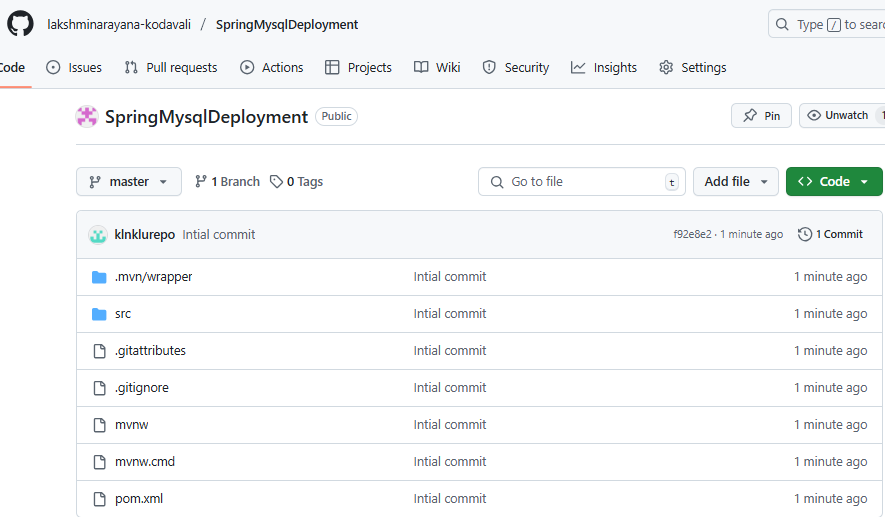 lakshminarayana-kodavali / SpringMysqlDeployment
Type / to sear
Code Issues Pull requests Actions Projects Wiki Security Insights Settings
SpringMysqlDeployment Public
Pin Unwatch 1
master 1 Branch 0 Tags
Go to file t
Add file Code
klnklurepo Intial commit f92e8e2 · 1 minute ago 1 Commit
.mvn/wrapper Intial commit 1 minute ago
src Intial commit 1 minute ago
.gitattributes Intial commit 1 minute ago
.gitignore Intial commit 1 minute ago
mvnw Intial commit 1 minute ago
mvnw.cmd Intial commit 1 minute ago
pom.xml Intial commit 1 minute ago